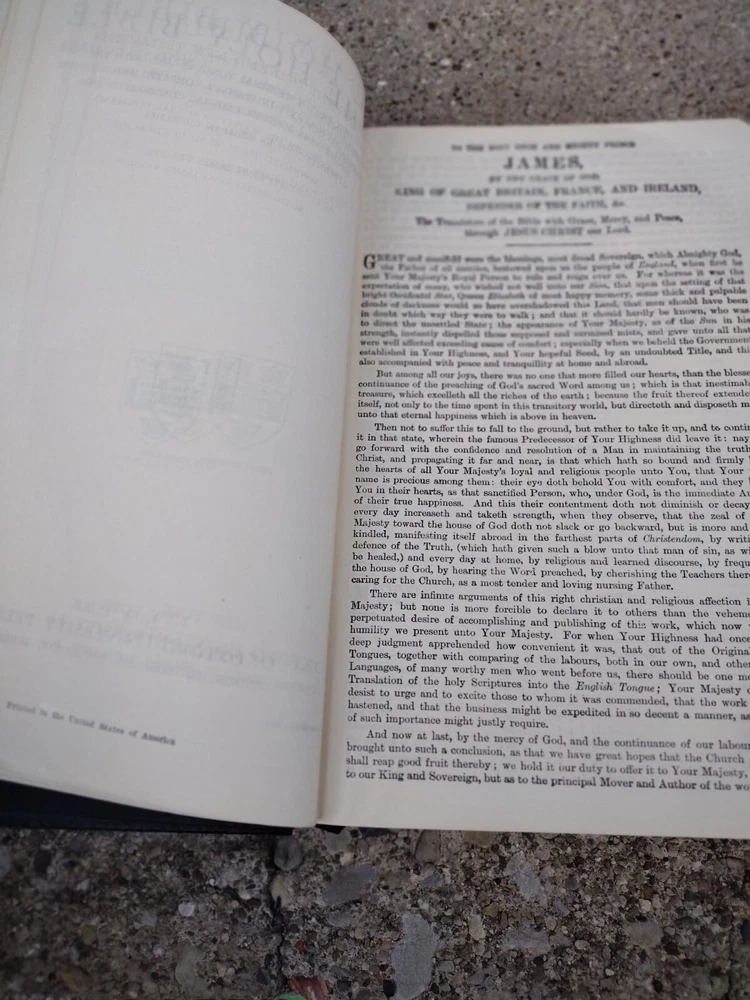 Printed in the United States of America
TO THE MOST HIGH AND MIGHTY PRINCE
JAMES,
BY THE GRACE OF GOD,
KING OF GREAT BRITAIN, FRANCE, AND IRELAND,
DEFENDER OF THE FAITH, &c.
The Translators of the Bible wish Grace, Mercy, and Peace,
through JESUS CHRIST our Lord.
GREAT and manifold were the blessings, most dread Sovereign, which Almighty God,
the Father of all mercies, bestowed upon us the people of England, when first he
sent Your Majesty's Royal Person to rule and reign over us. For whereas it was the
expectation of many, who wished not well unto our Sion, that upon the setting of that
bright Occidental Star, Queen Elizabeth of most happy memory, some thick and palpable
clouds of darkness would so have overshadowed this Land, that men should have been
in doubt which way they were to walk; and that it should hardly be known, who was
to direct the unsettled State; the appearance of Your Majesty, as of the Sun in his
strength, instantly dispelled those supposed and surmised mists, and gave unto all that
were well affected exceeding cause of comfort; especially when we beheld the Government
established in Your Highness, and Your hopeful Seed, by an undoubted Title, and this
also accompanied with peace and tranquillity at home and abroad.
But among all our joys, there was no one that more filled our hearts, than the blesse
continuance of the preaching of God's sacred Word among us; which is that inestimab
treasure, which excelleth all the riches of the earth; because the fruit thereof extende
itself, not only to the time spent in this transitory world, but directeth and disposeth m
unto that eternal happiness which is above in heaven.
Then not to suffer this to fall to the ground, but rather to take it up, and to contin
it in that state, wherein the famous Predecessor of Your Highness did leave it: nay
go forward with the confidence and resolution of a Man in maintaining the truth
Christ, and propagating it far and near, is that which hath so bound and firmly
the hearts of all Your Majesty's loyal and religious people unto You, that Your
name is precious among them: their eye doth behold You with comfort, and they
You in their hearts, as that sanctified Person, who, under God, is the immediate Au
of their true happiness. And this their contentment doth not diminish or decay
every day increaseth and taketh strength, when they observe, that the zeal of
Majesty toward the house of God doth not slack or go backward, but is more and
kindled, manifesting itself abroad in the farthest parts of Christendom, by writi
defence of the Truth, (which hath given such a blow unto that man of sin, as wi
be healed,) and every day at home, by religious and learned discourse, by frequ
the house of God, by hearing the Word preached, by cherishing the Teachers there
caring for the Church, as a most tender and loving nursing Father.
There are infinite arguments of this right christian and religious affection i
Majesty; but none is more forcible to declare it to others than the veheme
perpetuated desire of accomplishing and publishing of this work, which now
humility we present unto Your Majesty. For when Your Highness had once
deep judgment apprehended how convenient it was, that out of the Origina
Tongues, together with comparing of the labours, both in our own, and othe
Languages, of many worthy men who went before us, there should be one mo
Translation of the holy Scriptures into the English Tongue; Your Majesty
desist to urge and to excite those to whom it was commended, that the work
hastened, and that the business might be expedited in so decent a manner, as
of such importance might justly require.
And now at last, by the mercy of God, and the continuance of our labou
brought unto such a conclusion, as that we have great hopes that the Church
shall reap good fruit thereby; we hold it our duty to offer it to Your Majesty,
to our King and Sovereign, but as to the principal Mover and Author of the wo